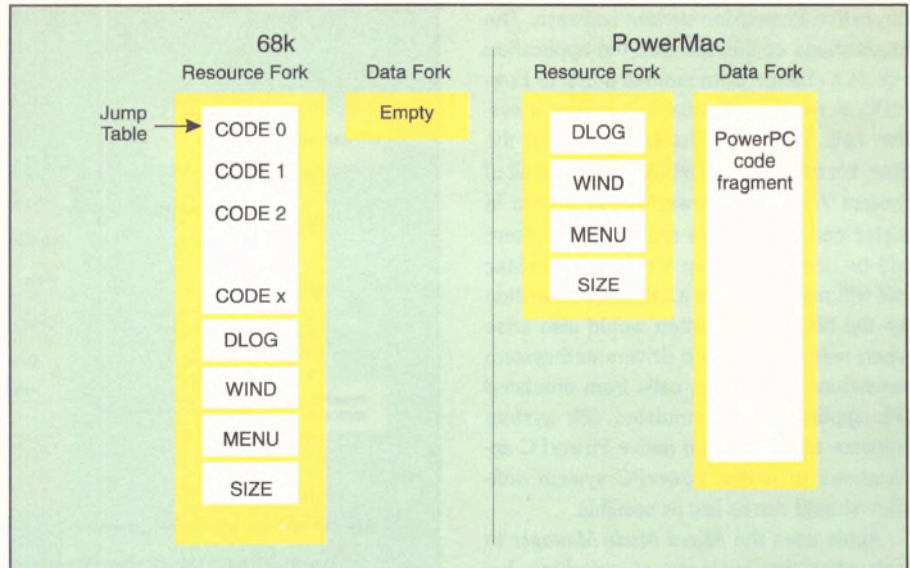 68k
Resource Fork
Data Fork
Jump
Table
CODE 0
CODE 1
CODE 2
CODE x
DLOG
WIND
MENU
SIZE
Empty
PowerMac
Resource Fork
Data Fork
DLOG
WIND
MENU
SIZE
PowerPC
code
fragment